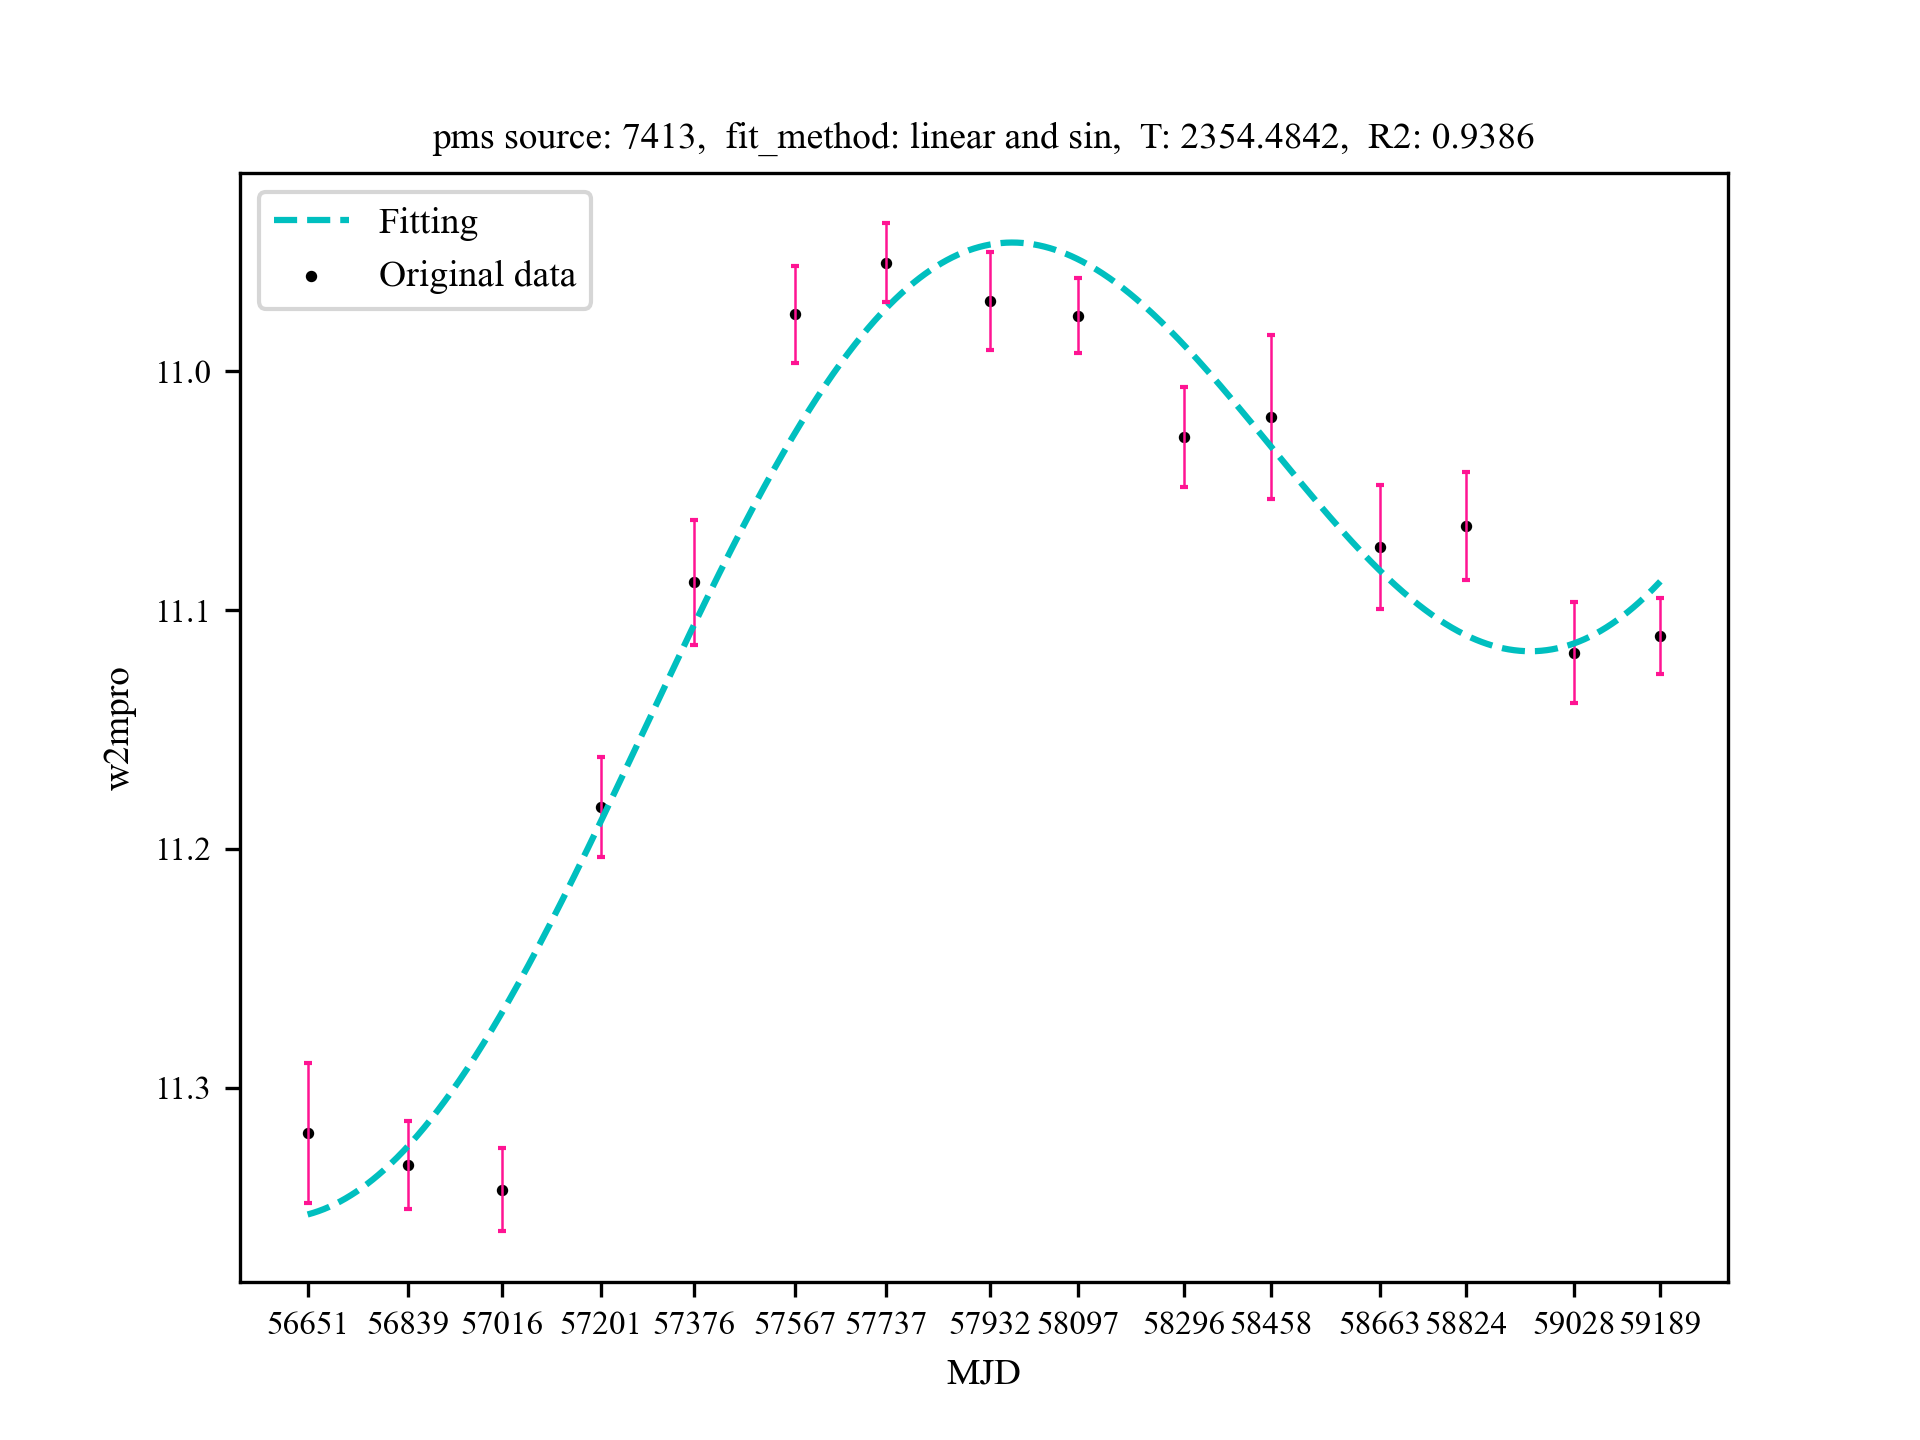 pms source: 7413, fit_method: linear and sin, T: 2354.4842, R2: 0.9386
Fitting
Original data
11.0
11.1
11.2
11.3
w2mpro
56651 56839 57016 57201 57376 57567 57737 57932 58097 58296 58458 58663 58824 59028 59189
MJD